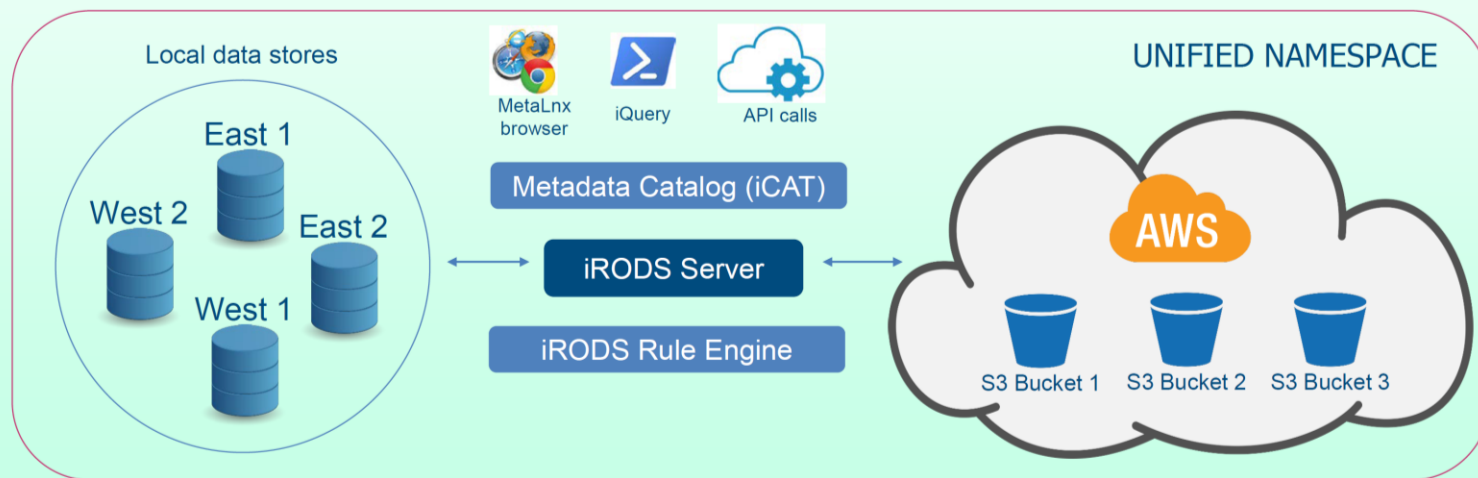 Local data stores
East 1
West 2
East 2
West 1
MetaLnx
browser
iQuery
API calls
Metadata Catalog (iCAT)
iRODS Server
iRODS Rule Engine
UNIFIED NAMESPACE
AWS
S3 Bucket 1
S3 Bucket 2
S3 Bucket 3